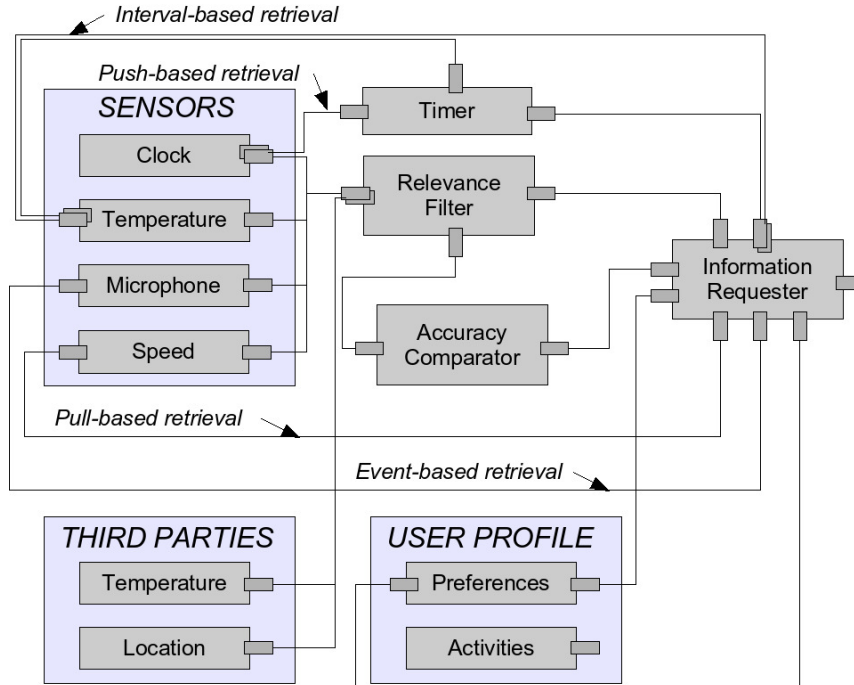 Interval-based retrieval
Push-based retrieval
SENSORS
Clock
Temperature
Microphone
Speed
Timer
Relevance
Filter
Accuracy
Comparator
Information
Requester
Pull-based retrieval
Event-based retrieval
THIRD PARTIES
Temperature
Location
USER PROFILE
Preferences
Activities